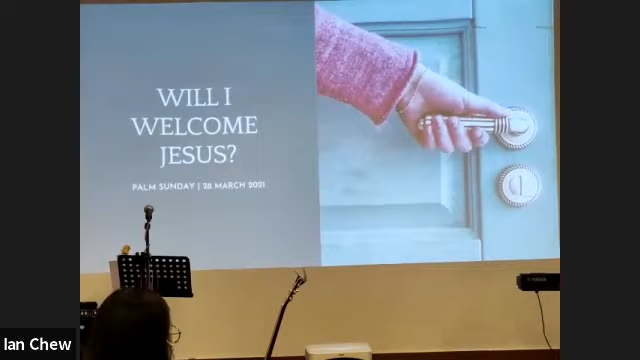 WILL I
WELCOME
JESUS?
PALM SUNDAY | 28 MARCH 2021
Ian Chew